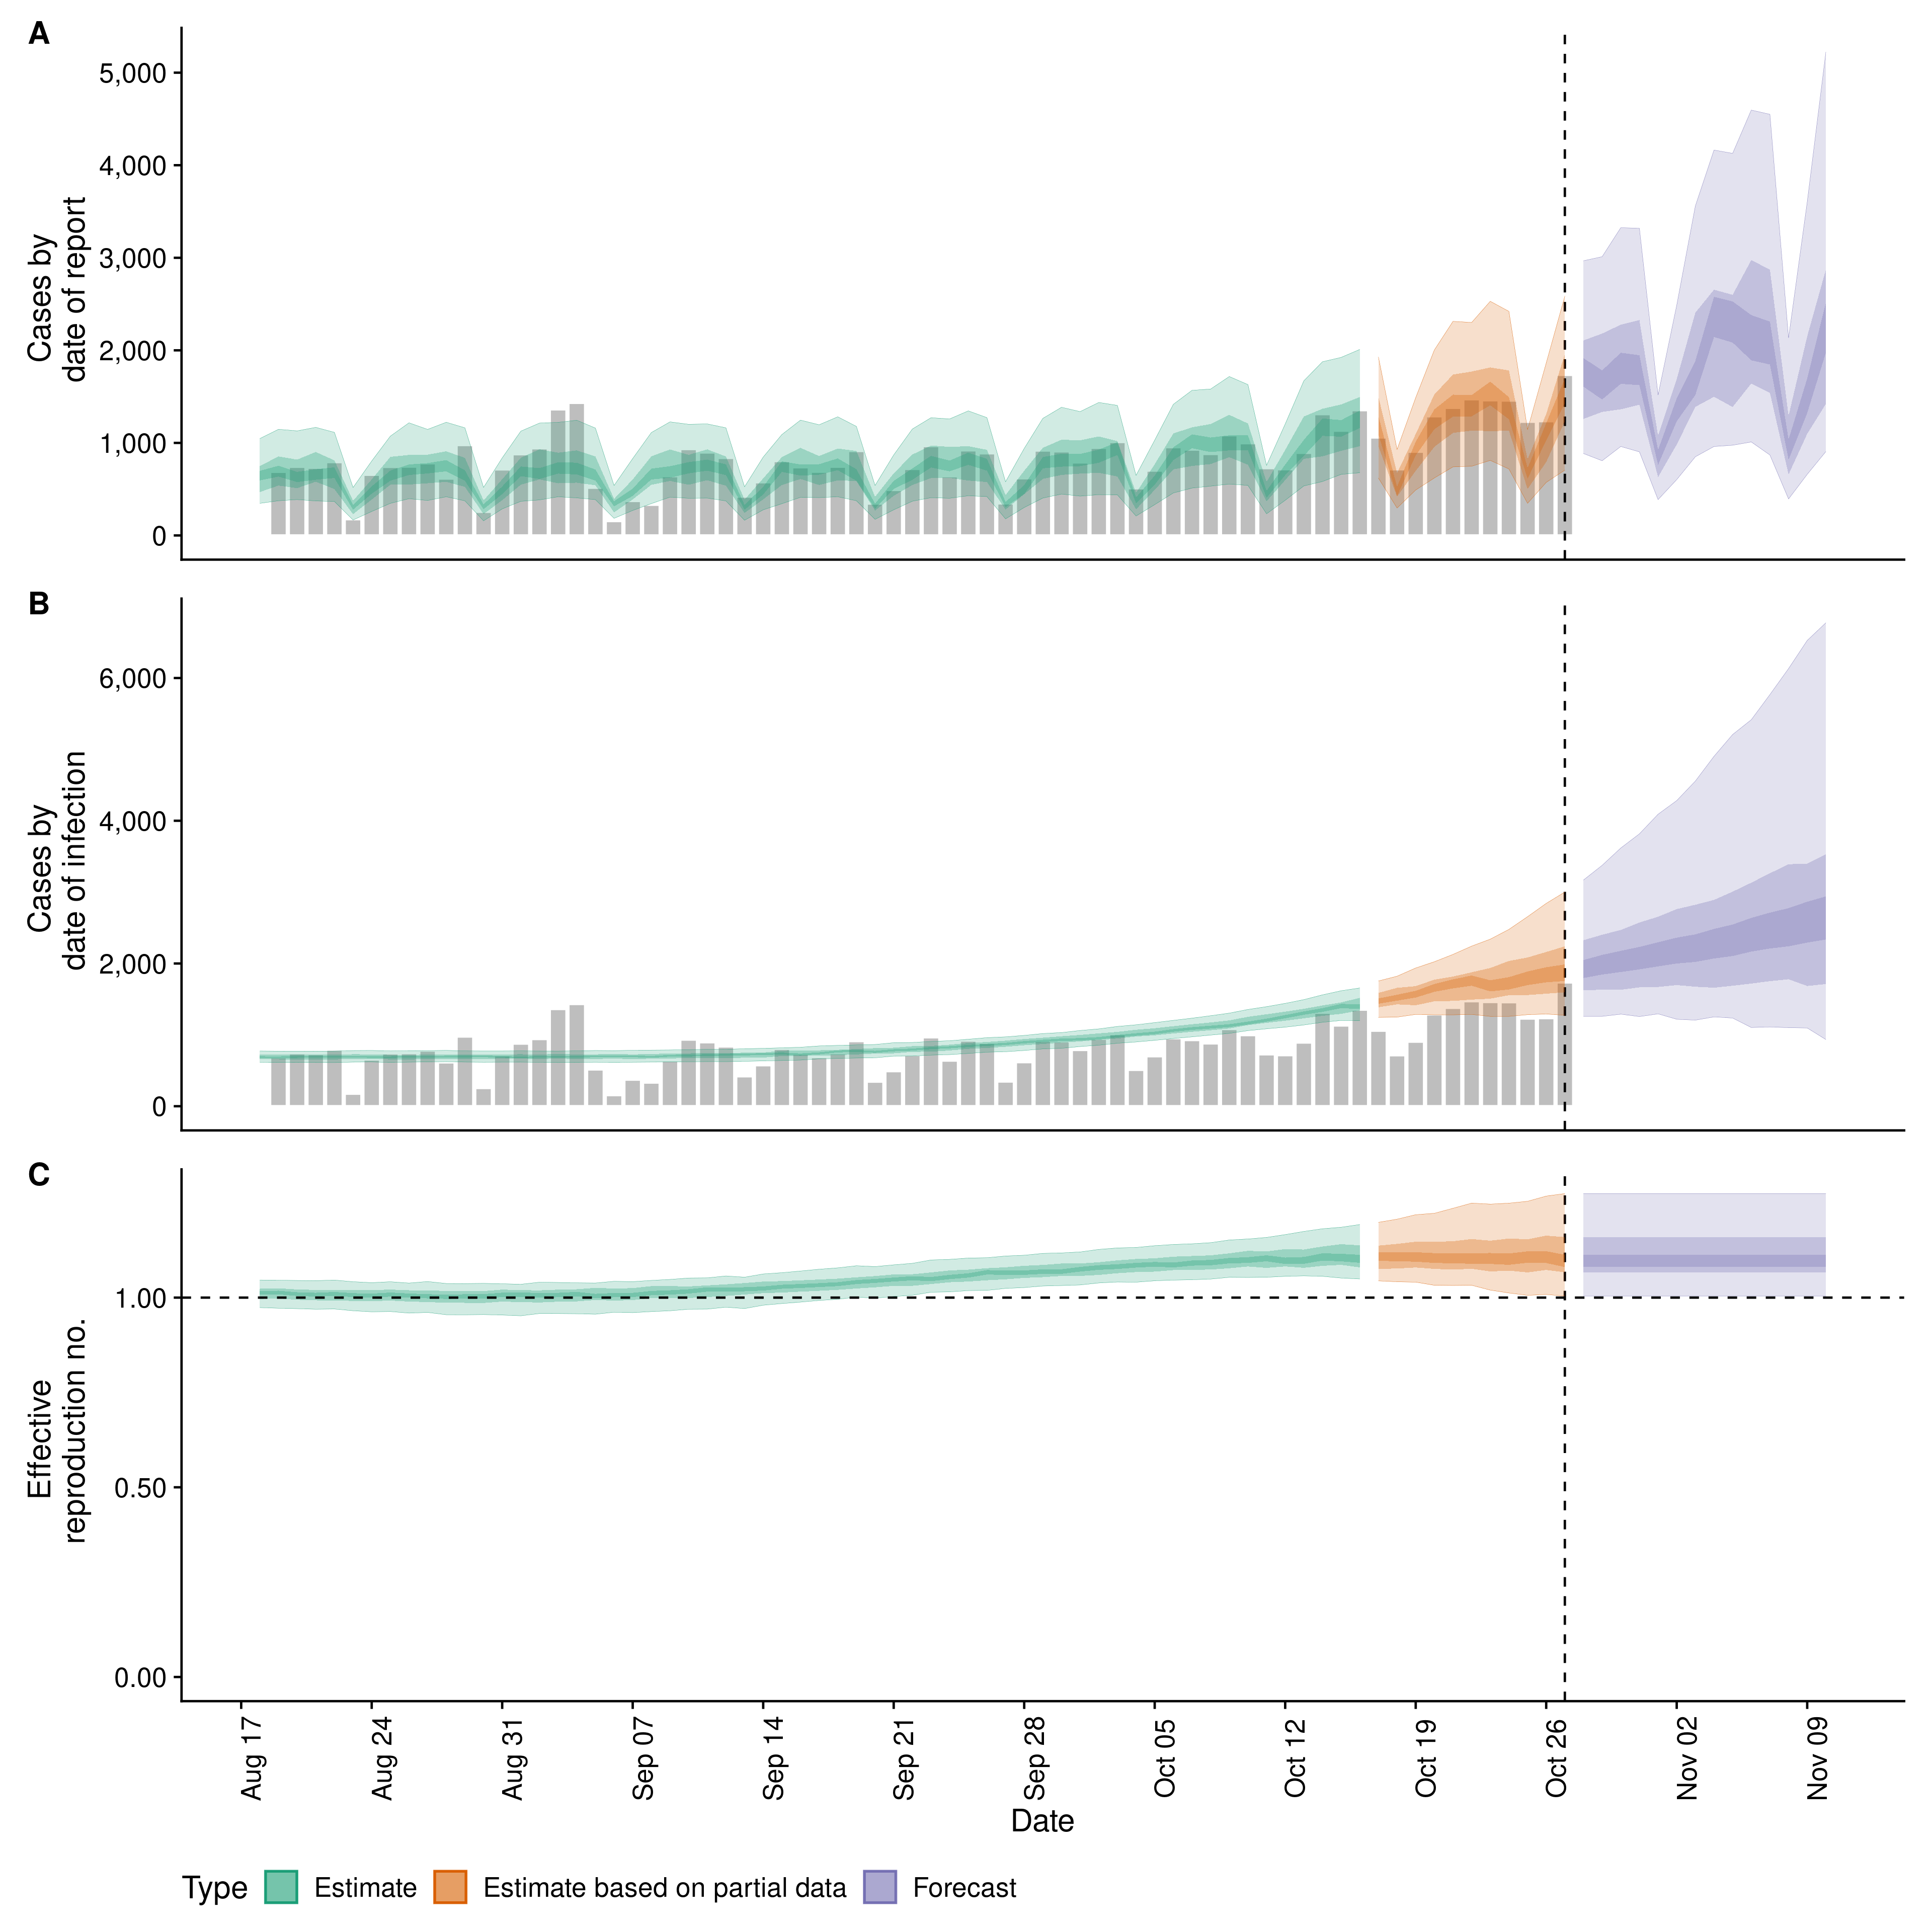 A
5,000
4,000
3,000
2,000
1,000
0
Cases by
date of report
B
6,000
4,000
2,000
0
Cases by
date of infection
C
1.00
0.50
0.00
Effective
reproduction no.
Aug 17
Aug 24
Aug 31
Sep 07
Sep 14
Sep 21
Sep 28
Oct 05
Oct 12
Oct 19
Oct 26
Nov 02
Nov 09
Date
Type Estimate Estimate based on partial data Forecast